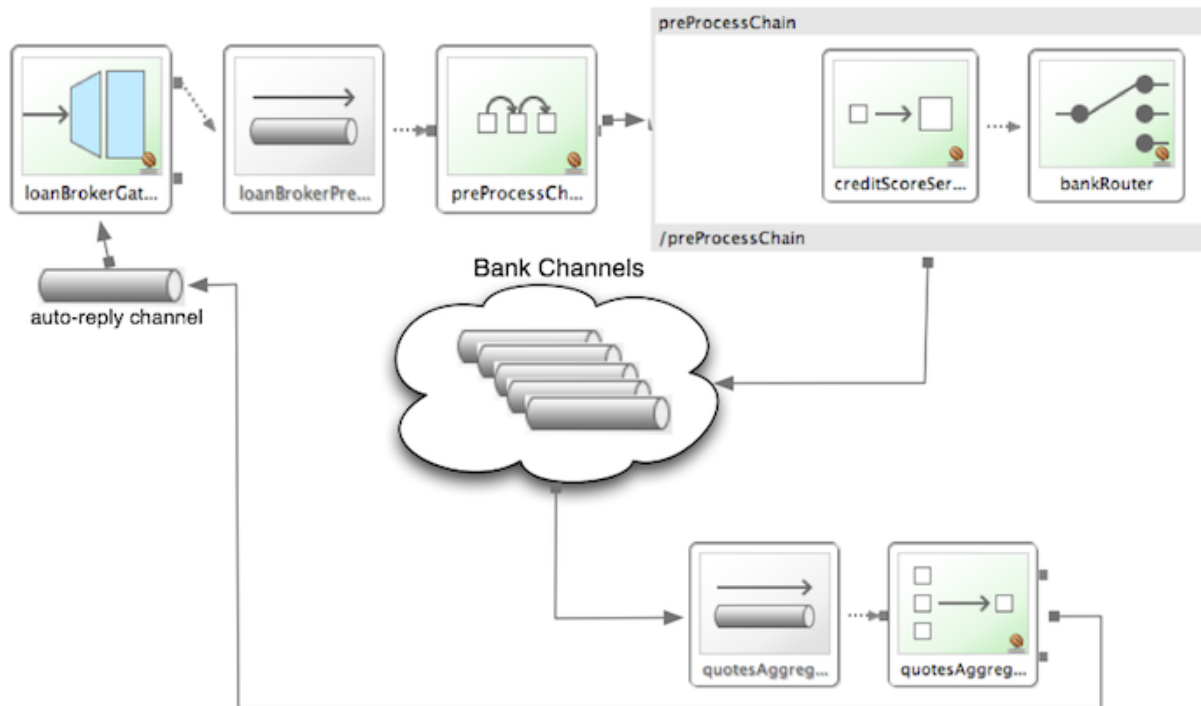 preProcessChain
loanBrokerGat...
loanBrokerPre...
preProcessCh...
creditScoreSer...
bankRouter
/preProcessChain
Bank Channels
auto-reply channel
quotesAggreg...
quotesAggreg...